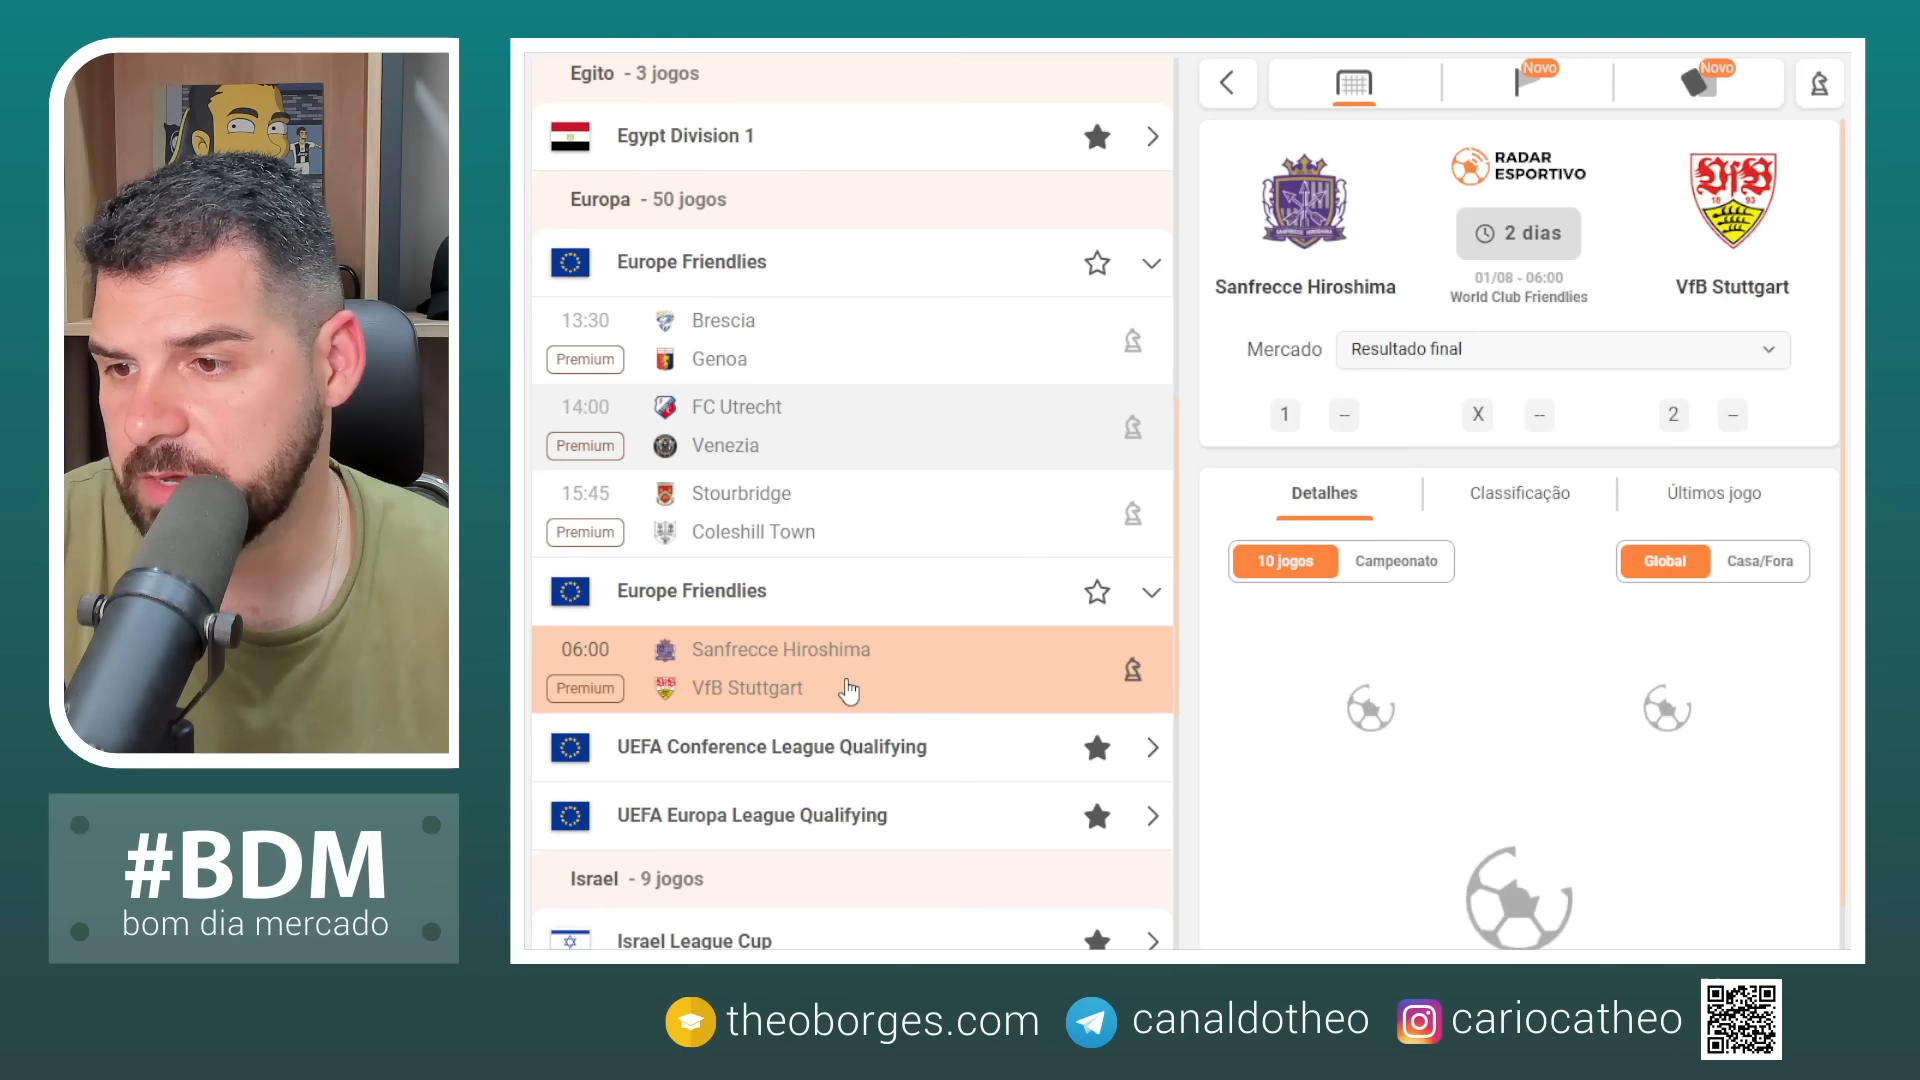 Egito - 3 jogos
Egypt Division 1
Europa - 50 jogos
Europe Friendlies
13:30 Brescia
Premium Genoa
14:00 FC Utrecht
Premium Venezia
15:45 Stourbridge
Premium Coleshill Town
Europe Friendlies
06:00 Sanfrecce Hiroshima
Premium VfB Stuttgart
UEFA Conference League Qualifying
UEFA Europa League Qualifying
Israel - 9 jogos
Israel League Cup
Novo
Novo
RADAR
ESPORTIVO
2 dias
01/08 - 06:00
World Club Friendlies
Sanfrecce Hiroshima
VfB Stuttgart
Mercado Resultado final
1 -- X -- 2 --
Detalhes Classificação Últimos jogo
10 jogos Campeonato Global Casa/Fora
#BDM
bom dia mercado
theoborges.com canaldotheo cariocatheo